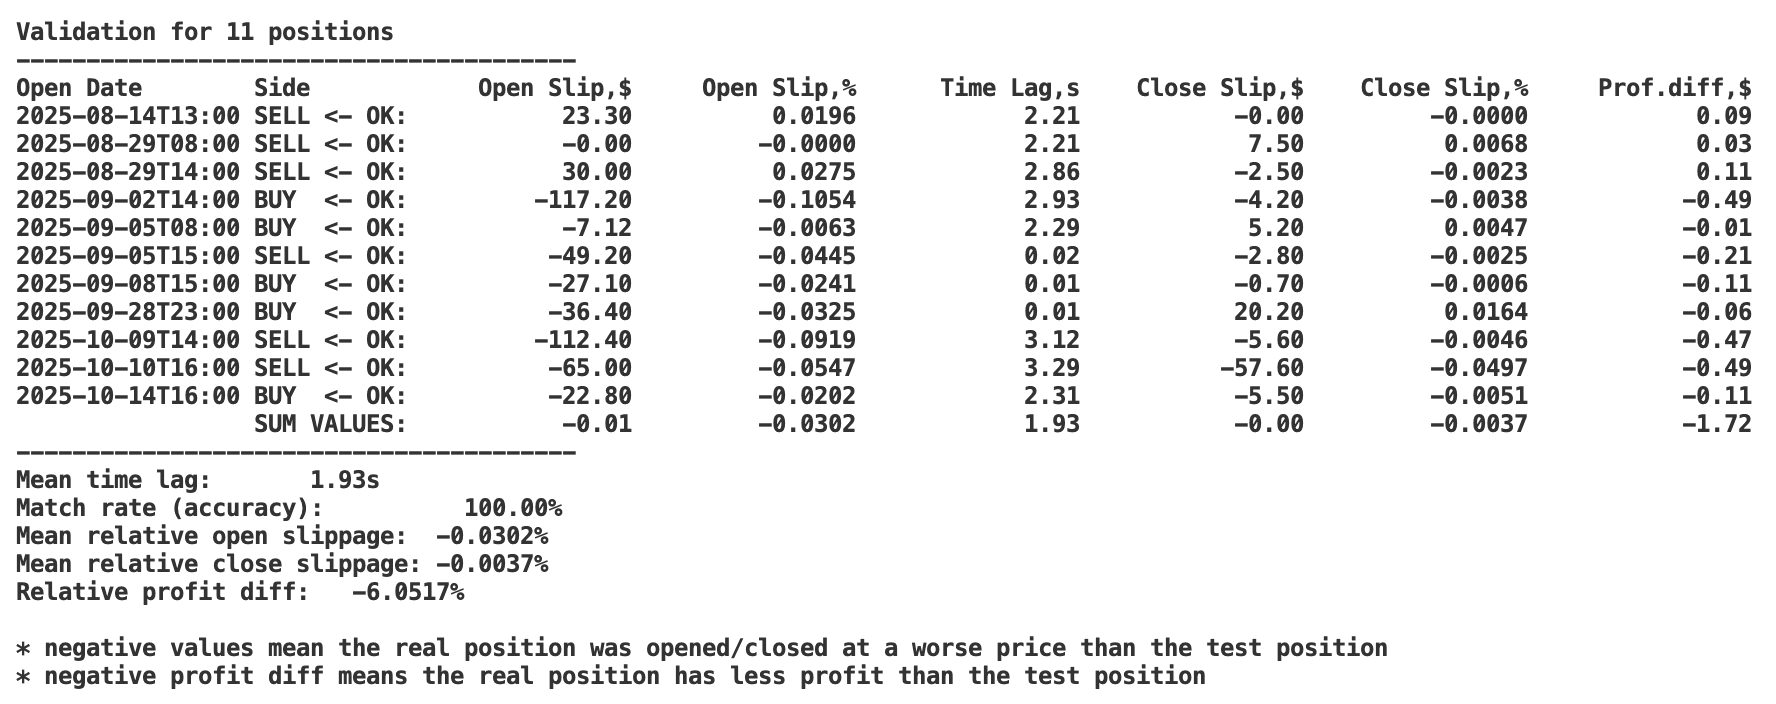 Validation for 11 positions
----------------------------------------
Open Date        Side            Open Slip,$     Open Slip,%      Time Lag,s    Close Slip,$    Close Slip,%     Prof.diff,$
2025-08-14T13:00 SELL <- OK:           23.30          0.0196            2.21           -0.00         -0.0000            0.09
2025-08-29T08:00 SELL <- OK:           -0.00         -0.0000            2.21            7.50          0.0068            0.03
2025-08-29T14:00 SELL <- OK:           30.00          0.0275            2.86           -2.50         -0.0023            0.11
2025-09-02T14:00 BUY  <- OK:         -117.20         -0.1054            2.93           -4.20         -0.0038           -0.49
2025-09-05T08:00 BUY  <- OK:           -7.12         -0.0063            2.29            5.20          0.0047           -0.01
2025-09-05T15:00 SELL <- OK:          -49.20         -0.0445            0.02           -2.80         -0.0025           -0.21
2025-09-08T15:00 BUY  <- OK:          -27.10         -0.0241            0.01           -0.70         -0.0006           -0.11
2025-09-28T23:00 BUY  <- OK:          -36.40         -0.0325            0.01           20.20          0.0164           -0.06
2025-10-09T14:00 SELL <- OK:         -112.40         -0.0919            3.12           -5.60         -0.0046           -0.47
2025-10-10T16:00 SELL <- OK:          -65.00         -0.0547            3.29          -57.60         -0.0497           -0.49
2025-10-14T16:00 BUY  <- OK:          -22.80         -0.0202            2.31           -5.50         -0.0051           -0.11
                 SUM VALUES:           -0.01         -0.0302            1.93           -0.00         -0.0037           -1.72
----------------------------------------
Mean time lag:       1.93s
Match rate (accuracy):          100.00%
Mean relative open slippage:  -0.0302%
Mean relative close slippage: -0.0037%
Relative profit diff:   -6.0517%

* negative values mean the real position was opened/closed at a worse price than the test position
* negative profit diff means the real position has less profit than the test position